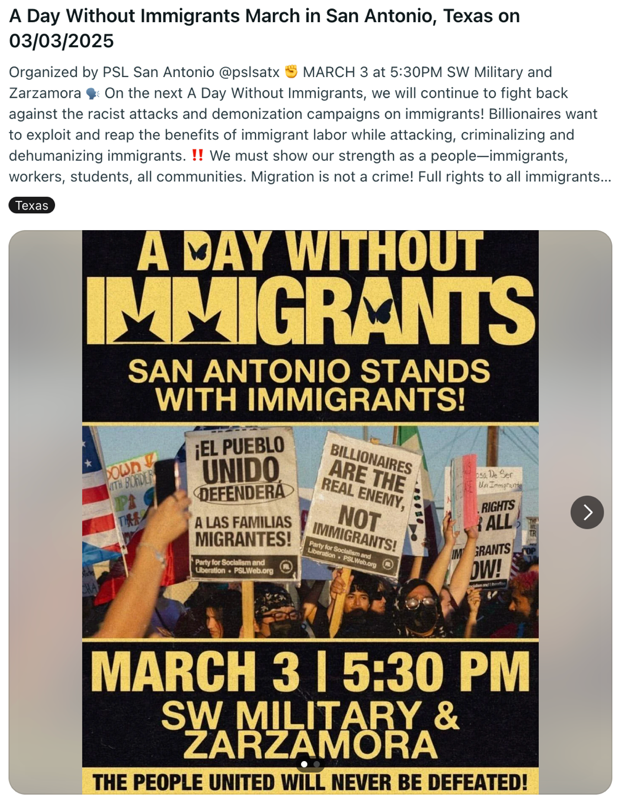 A Day Without Immigrants March in San Antonio, Texas on
03/03/2025
Organized by PSL San Antonio @pslsatx ✊ MARCH 3 at 5:30PM SW Military and
Zarzamora 🗣️ On the next A Day Without Immigrants, we will continue to fight back
against the racist attacks and demonization campaigns on immigrants! Billionaires want
to exploit and reap the benefits of immigrant labor while attacking, criminalizing and
dehumanizing immigrants. ‼️ We must show our strength as a people—immigrants,
workers, students, all communities. Migration is not a crime! Full rights to all immigrants...
Texas
A DAY WITHOUT
IMMIGRANTS
SAN ANTONIO STANDS
WITH IMMIGRANTS!
DOWN
WITH BORDER
¡EL PUEBLO
UNIDO
DEFENDERÁ
A LAS FAMILIAS
MIGRANTES!
Party for Socialism and
Liberation • PSLWeb.org
BILLIONAIRES
ARE THE
REAL ENEMY,
NOT
IMMIGRANTS!
Party for Socialism and
Liberation • PSLWeb.org
De Ser
Un Inmigrante
RIGHTS
ALL
GRANTS
OW!
MARCH 3 | 5:30 PM
SW MILITARY &
ZARZAMORA
THE PEOPLE UNITED WILL NEVER BE DEFEATED!